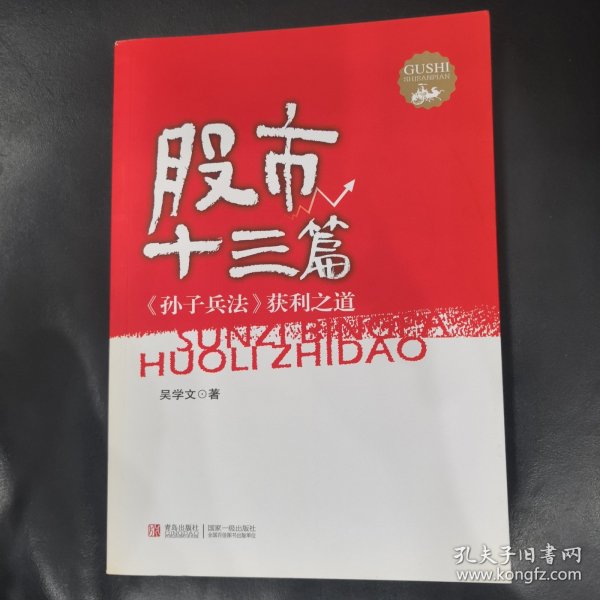 GUSHI
SHISANPIAN
股市
十三篇
《孙子兵法》获利之道
SUNZI BINGFA
HUOLI ZHIDAO
吴学文⊙著
青岛出版社
国家一级出版社
全国百佳图书出版单位
孔夫子旧书网
www.kongfz.com